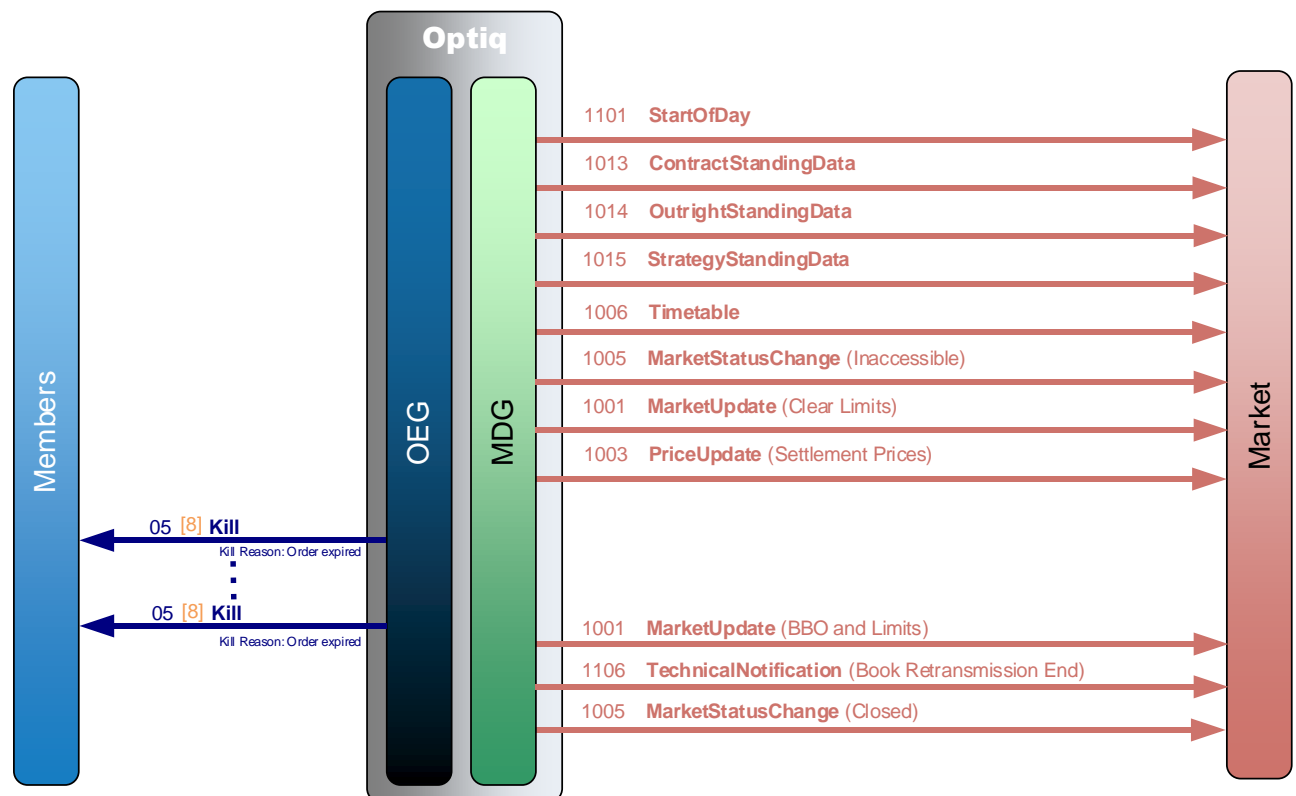 Optiq
Members
OEG
MDG
Market
1101 StartOfDay
1013 ContractStandingData
1014 OutrightStandingData
1015 StrategyStandingData
1006 Timetable
1005 MarketStatusChange (Inaccessible)
1001 MarketUpdate (Clear Limits)
1003 PriceUpdate (Settlement Prices)
05 [8] Kill
Kill Reason: Order expired
05 [8] Kill
Kill Reason: Order expired
1001 MarketUpdate (BBO and Limits)
1106 TechnicalNotification (Book Retransmission End)
1005 MarketStatusChange (Closed)